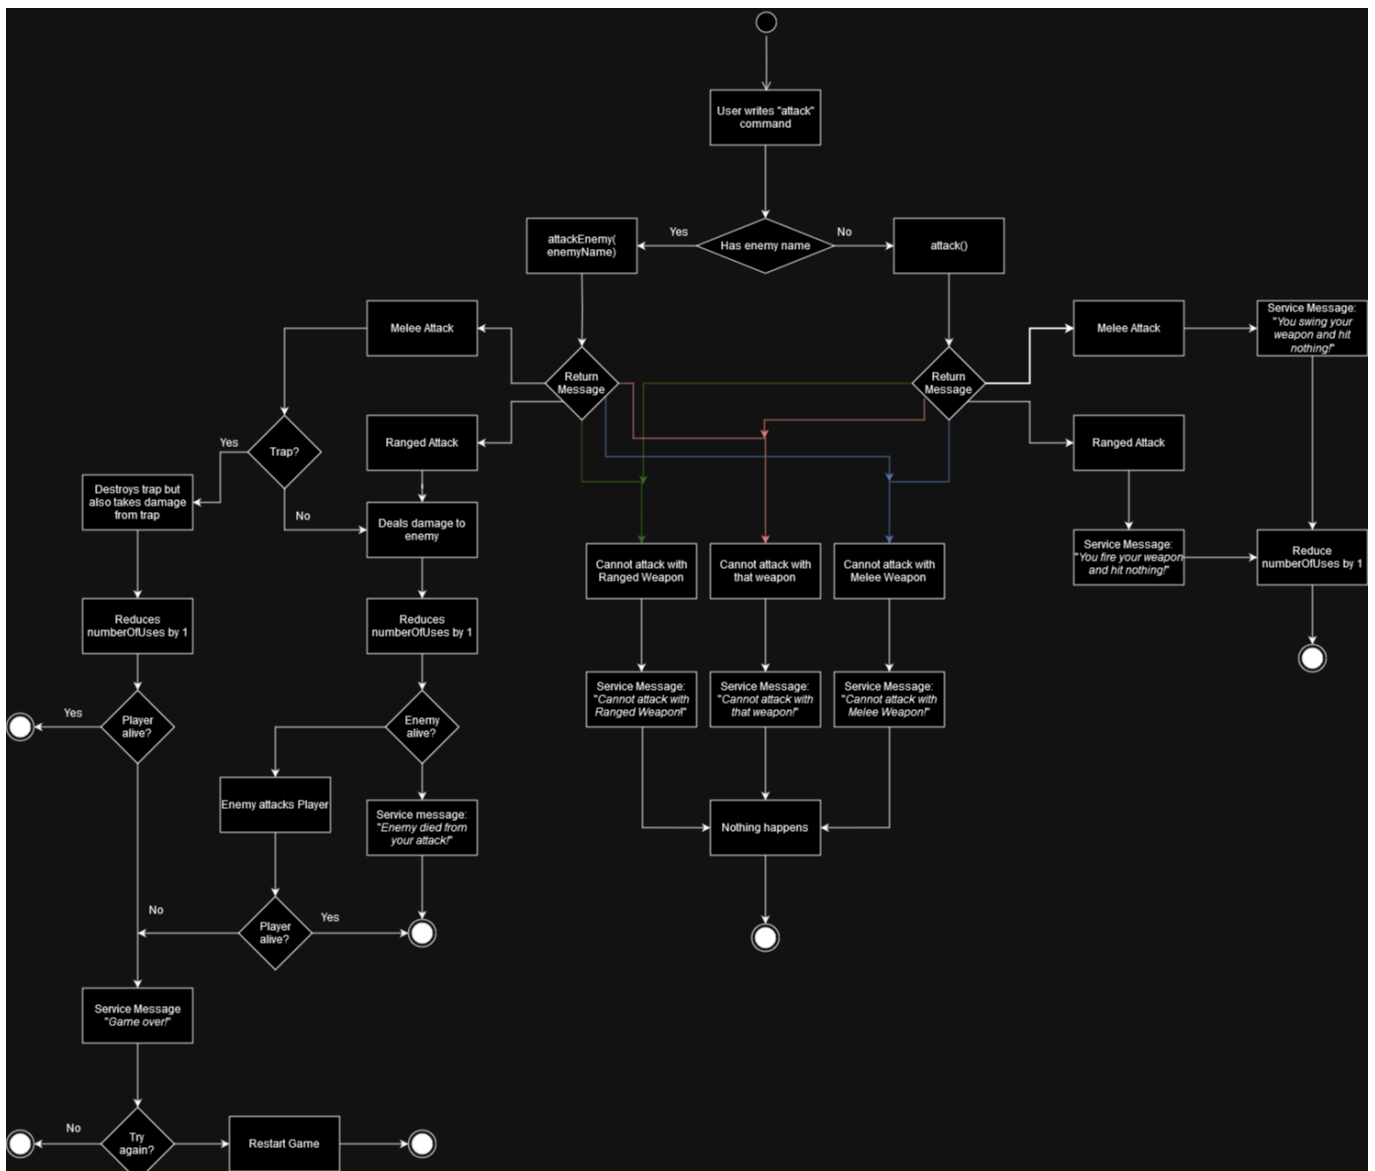 User writes "attack"
command
attackEnemy(
enemyName)
Yes
Has enemy name
No
attack()
Melee Attack
Return
Message
Return
Message
Melee Attack
Service Message:
"You swing your
weapon and hit
nothing!"
Yes
Trap?
Ranged Attack
Ranged Attack
Destroys trap but
also takes damage
from trap
No
Deals damage to
enemy
Cannot attack with
Ranged Weapon
Cannot attack with
that weapon
Cannot attack with
Melee Weapon
Service Message:
"You fire your weapon
and hit nothing!"
Reduce
numberOfUses by 1
Reduces
numberOfUses by 1
Reduces
numberOfUses by 1
Service Message:
"Cannot attack with
Ranged Weapon!"
Service Message:
"Cannot attack with
that weapon!"
Service Message:
"Cannot attack with
Melee Weapon!"
Yes
Player
alive?
Enemy
alive?
Enemy attacks Player
Service message:
"Enemy died from
your attack!"
Nothing happens
No
Player
alive?
Yes
Service Message
"Game over!"
No
Try
again?
Restart Game